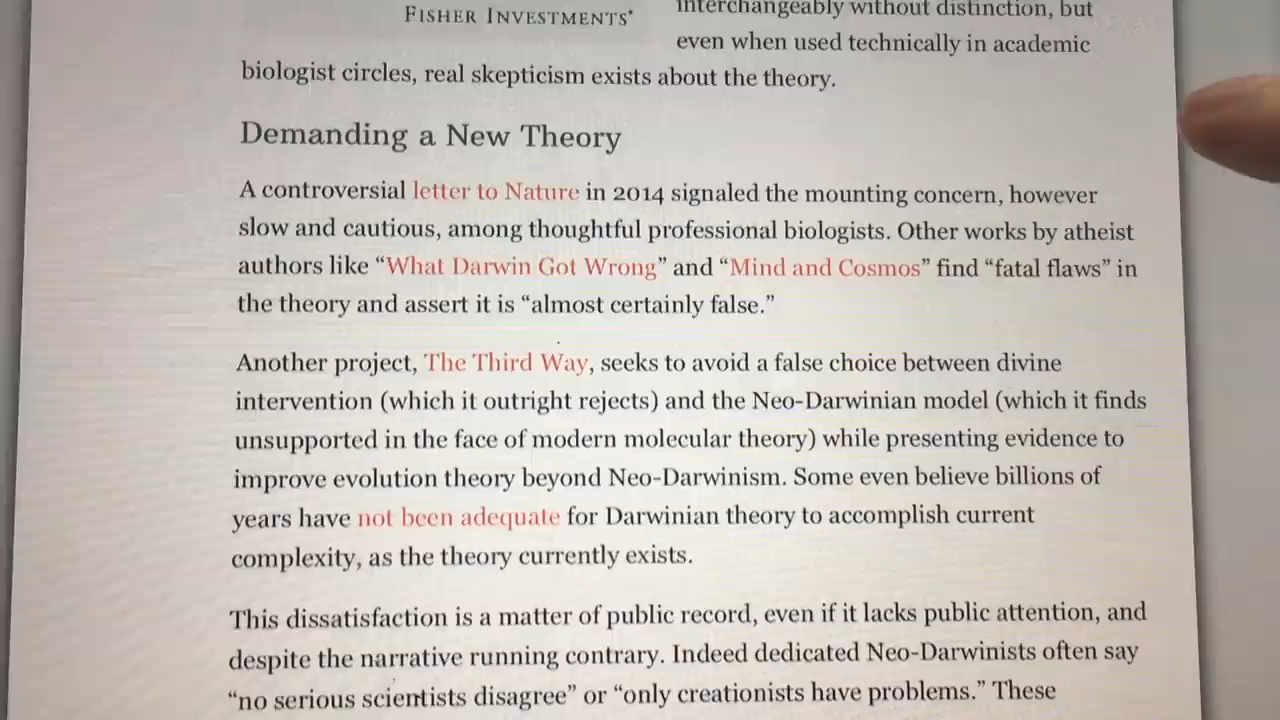 FISHER INVESTMENTS®
interchangeably without distinction, but
even when used technically in academic
biologist circles, real skepticism exists about the theory.
Demanding a New Theory
A controversial letter to Nature in 2014 signaled the mounting concern, however
slow and cautious, among thoughtful professional biologists. Other works by atheist
authors like “What Darwin Got Wrong” and “Mind and Cosmos” find “fatal flaws” in
the theory and assert it is “almost certainly false.”
Another project, The Third Way, seeks to avoid a false choice between divine
intervention (which it outright rejects) and the Neo-Darwinian model (which it finds
unsupported in the face of modern molecular theory) while presenting evidence to
improve evolution theory beyond Neo-Darwinism. Some even believe billions of
years have not been adequate for Darwinian theory to accomplish current
complexity, as the theory currently exists.
This dissatisfaction is a matter of public record, even if it lacks public attention, and
despite the narrative running contrary. Indeed dedicated Neo-Darwinists often say
“no serious scientists disagree” or “only creationists have problems.” These